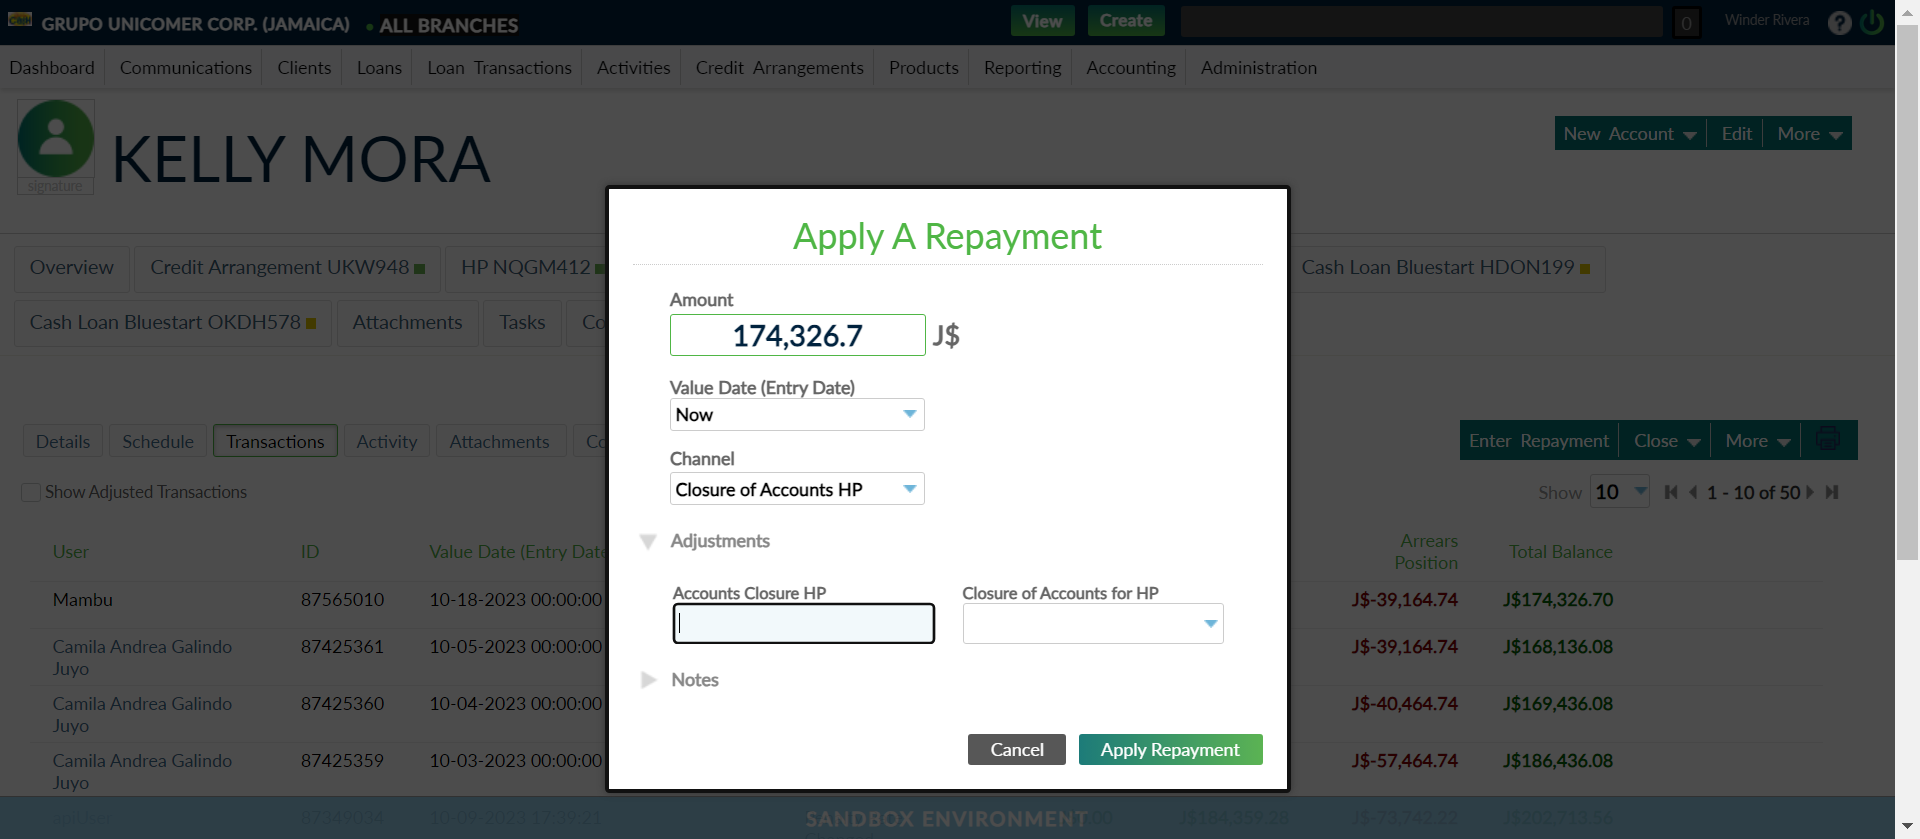 GRUPO UNICOMER CORP. (JAMAICA) • ALL BRANCHES View Create 0 Winder Rivera ?
Dashboard Communications Clients Loans Loan Transactions Activities Credit Arrangements Products Reporting Accounting Administration
signature
KELLY MORA
New Account Edit More
Overview Credit Arrangement UKW948 HP NQGM412 Cash Loan Bluestart HDON199
Cash Loan Bluestart OKDH578 Attachments Tasks Co
Details Schedule Transactions Activity Attachments Co
Enter Repayment Close More
Show Adjusted Transactions
Show 10 1 - 10 of 50
User ID Value Date (Entry Date Arrears Position Total Balance
Mambu 87565010 10-18-2023 00:00:00 J$-39,164.74 J$174,326.70
Camila Andrea Galindo Juyo 87425361 10-05-2023 00:00:00 J$-39,164.74 J$168,136.08
Camila Andrea Galindo Juyo 87425360 10-04-2023 00:00:00 J$-40,464.74 J$169,436.08
Camila Andrea Galindo Juyo 87425359 10-03-2023 00:00:00 J$-57,464.74 J$186,436.08
apiUser 87349034 10-09-2023 17:39:21 J$184,359.28 J$-73,742.22 J$202,713.56
SANDBOX ENVIRONMENT
Apply A Repayment
Amount
174,326.7 J$
Value Date (Entry Date)
Now
Channel
Closure of Accounts HP
Adjustments
Accounts Closure HP Closure of Accounts for HP
Notes
Cancel Apply Repayment